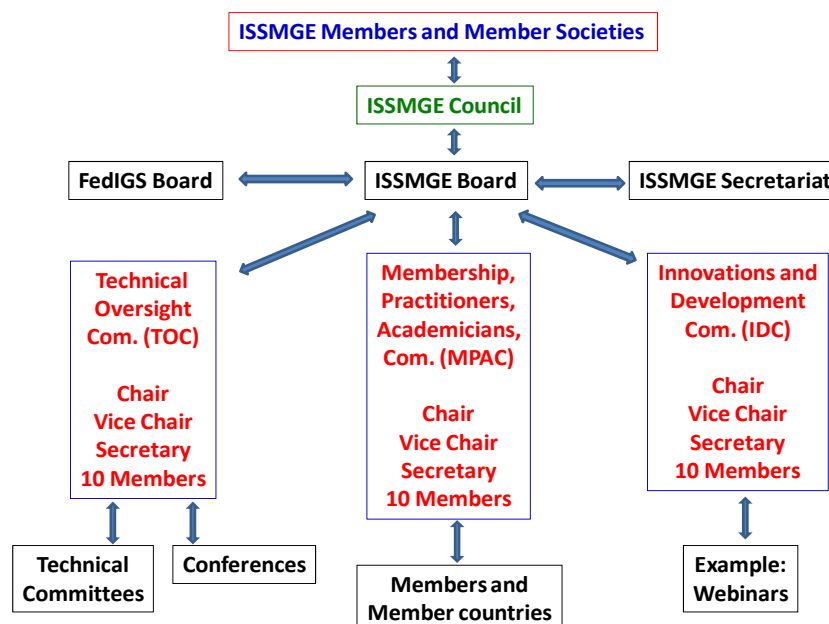 ISSMGE Members and Member Societies
ISSMGE Council
FedIGS Board
ISSMGE Board
ISSMGE Secretariat
Technical
Oversight
Com. (TOC)
Chair
Vice Chair
Secretary
10 Members
Membership,
Practitioners,
Academicians,
Com. (MPAC)
Chair
Vice Chair
Secretary
10 Members
Innovations and
Development
Com. (IDC)
Chair
Vice Chair
Secretary
10 Members
Technical
Committees
Conferences
Members and
Member countries
Example:
Webinars